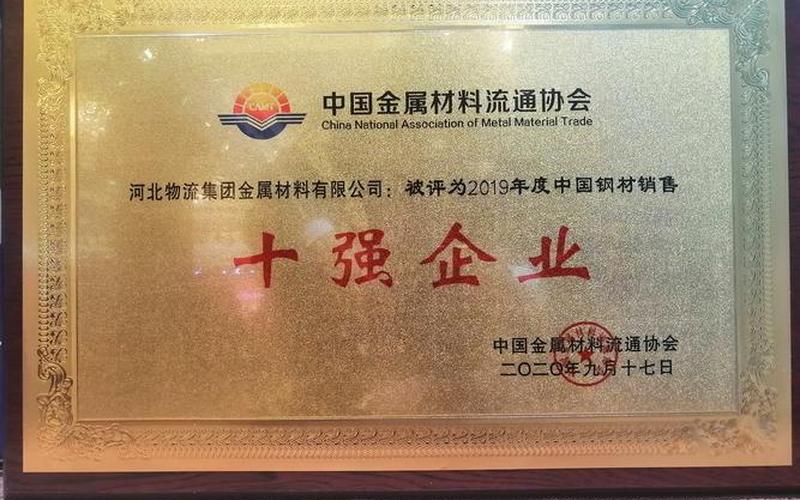 CAMT
中国金属材料流通协会
China National Association of Metal Material Trade
河北物流集团金属材料有限公司：被评为2019年度中国钢材销售
十强企业
中国金属材料流通协会
二〇二〇年九月十七日